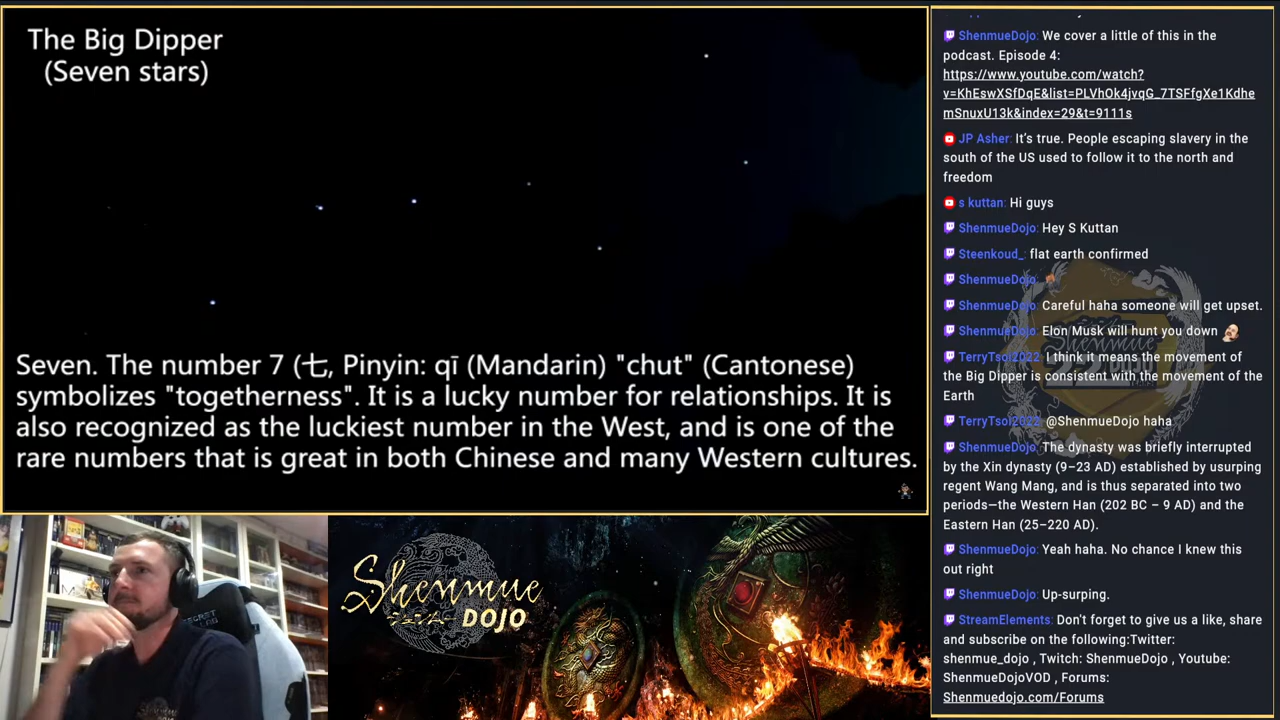 The Big Dipper
(Seven stars)
Seven. The number 7 (七, Pinyin: qī (Mandarin) "chut" (Cantonese)
symbolizes "togetherness". It is a lucky number for relationships. It is
also recognized as the luckiest number in the West, and is one of the
rare numbers that is great in both Chinese and many Western cultures.
Shenmue
DOJO
ShenmueDojo: We cover a little of this in the
podcast. Episode 4:
https://www.youtube.com/watch?
v=KhEswXSfDqE&list=PLVhOk4jvqG_7TSFfgXe1Kdhe
mSnuxU13k&index=29&t=9111s
JP Asher: It's true. People escaping slavery in the
south of the US used to follow it to the north and
freedom
s kuttan: Hi guys
ShenmueDojo: Hey S Kuttan
Steenkoud_: flat earth confirmed
ShenmueDojo:
ShenmueDojo: Careful haha someone will get upset.
ShenmueDojo: Elon Musk will hunt you down
TerryTsoi2022: I think it means the movement of
the Big Dipper is consistent with the movement of the
Earth
TerryTsoi2022: @ShenmueDojo haha
ShenmueDojo: The dynasty was briefly interrupted
by the Xin dynasty (9–23 AD) established by usurping
regent Wang Mang, and is thus separated into two
periods—the Western Han (202 BC – 9 AD) and the
Eastern Han (25–220 AD).
ShenmueDojo: Yeah haha. No chance I knew this
out right
ShenmueDojo: Up-surping.
StreamElements: Don't forget to give us a like, share
and subscribe on the following:Twitter:
shenmue_dojo , Twitch: ShenmueDojo , Youtube:
ShenmueDojoVOD , Forums:
Shenmuedojo.com/Forums